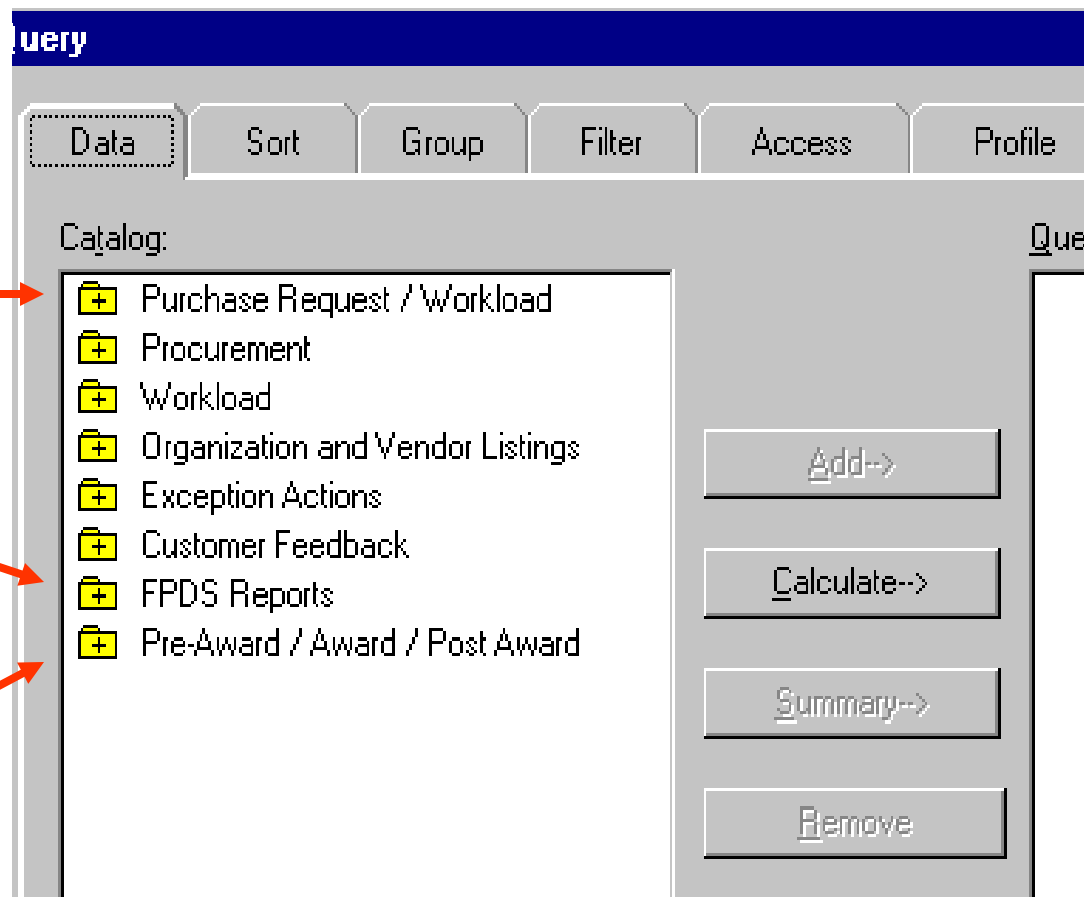 uery
Data Sort Group Filter Access Profile
Catalog:
Que
Purchase Request / Workload
Procurement
Workload
Organization and Vendor Listings
Exception Actions
Customer Feedback
FPDS Reports
Pre-Award / Award / Post Award
Add-->
Calculate-->
Summary-->
Remove